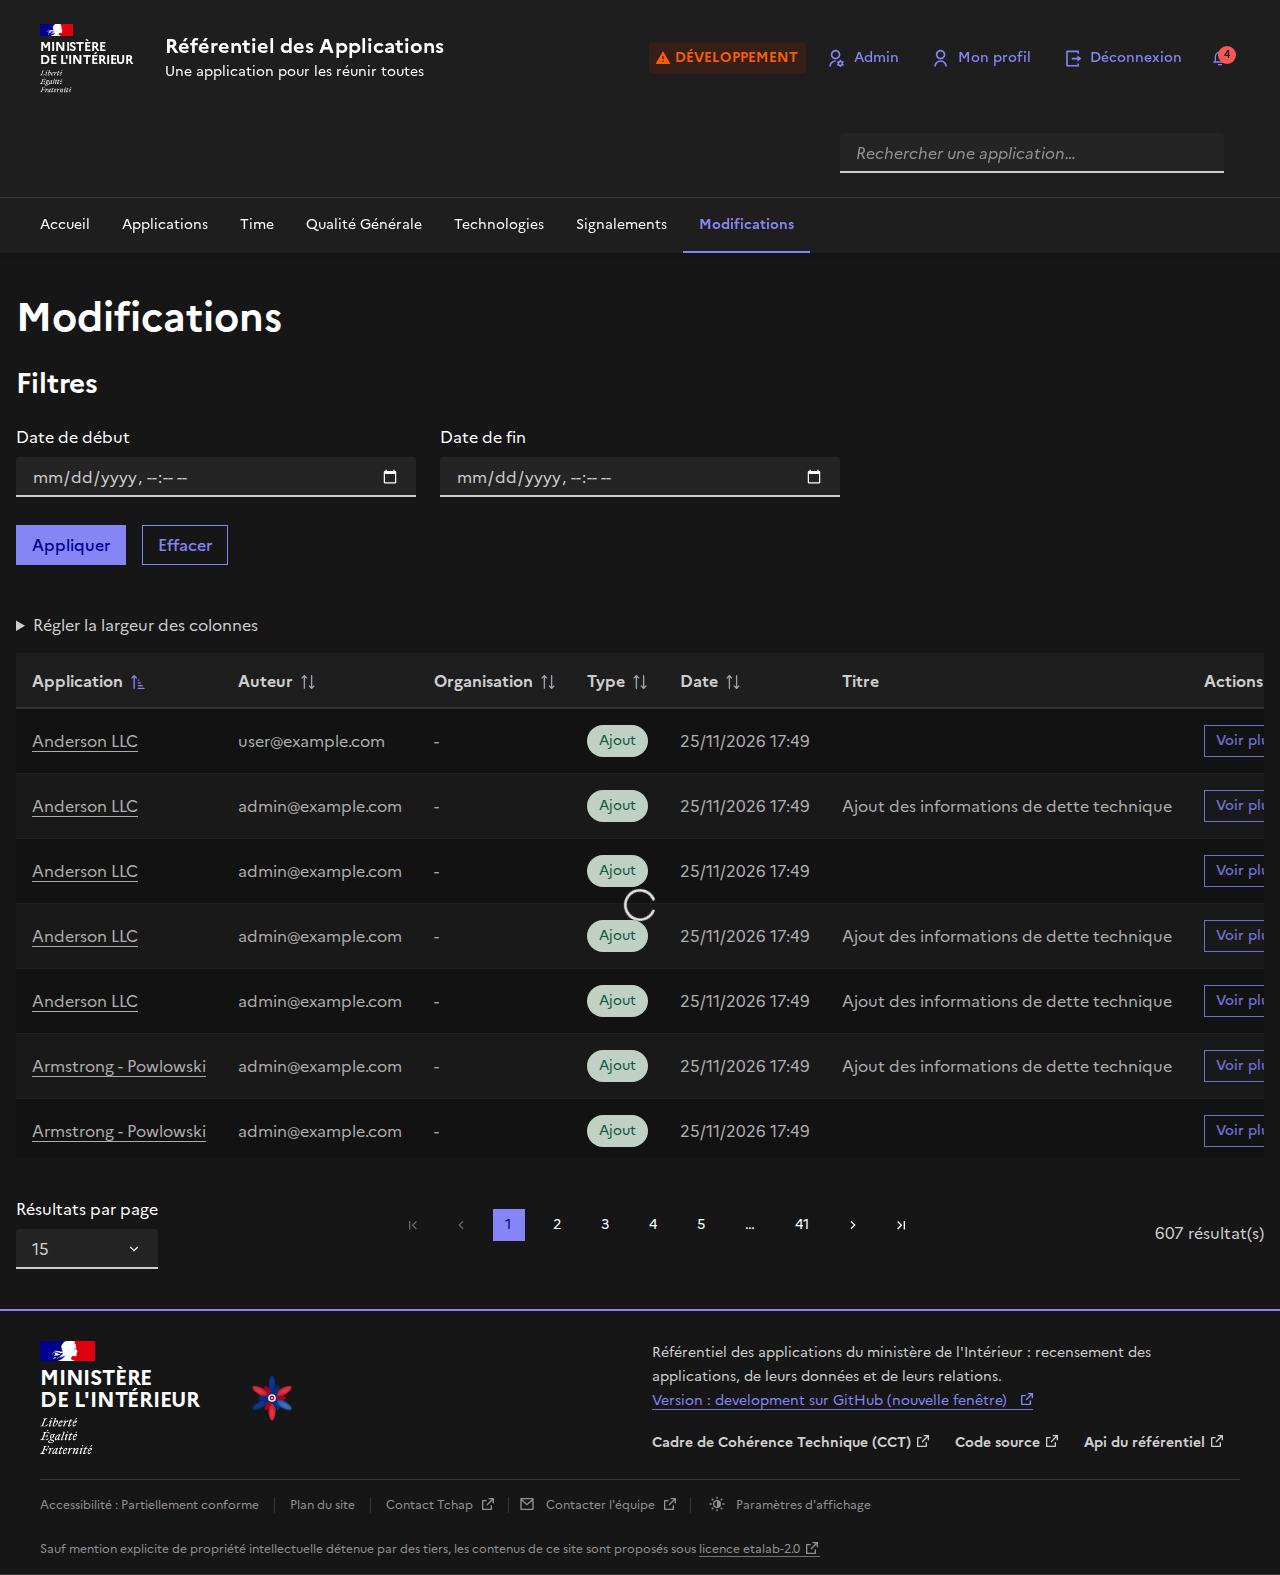 MINISTÈRE
DE L'INTÉRIEUR
Liberté
Égalité
Fraternité
Référentiel des Applications
Une application pour les réunir toutes
DÉVELOPPEMENT
Admin
Mon profil
Déconnexion
4
Rechercher une application…
Accueil
Applications
Time
Qualité Générale
Technologies
Signalements
Modifications
Modifications
Filtres
Date de début
Date de fin
mm/dd/yyyy, --:-- --
mm/dd/yyyy, --:-- --
Appliquer
Effacer
Régler la largeur des colonnes
Application Auteur Organisation Type Date Titre Actions
Anderson LLC user@example.com - Ajout 25/11/2026 17:49 Voir plu
Anderson LLC admin@example.com - Ajout 25/11/2026 17:49 Ajout des informations de dette technique Voir plu
Anderson LLC admin@example.com - Ajout 25/11/2026 17:49 Voir plu
Anderson LLC admin@example.com - Ajout 25/11/2026 17:49 Ajout des informations de dette technique Voir plu
Anderson LLC admin@example.com - Ajout 25/11/2026 17:49 Ajout des informations de dette technique Voir plu
Armstrong - Powlowski admin@example.com - Ajout 25/11/2026 17:49 Ajout des informations de dette technique Voir plu
Armstrong - Powlowski admin@example.com - Ajout 25/11/2026 17:49 Voir plu
Résultats par page
15
1 2 3 4 5 … 41
607 résultat(s)
MINISTÈRE
DE L'INTÉRIEUR
Liberté
Égalité
Fraternité
Référentiel des applications du ministère de l'Intérieur : recensement des
applications, de leurs données et de leurs relations.
Version : development sur GitHub (nouvelle fenêtre)
Cadre de Cohérence Technique (CCT)
Code source
Api du référentiel
Accessibilité : Partiellement conforme
Plan du site
Contact Tchap
Contacter l'équipe
Paramètres d'affichage
Sauf mention explicite de propriété intellectuelle détenue par des tiers, les contenus de ce site sont proposés sous licence etalab-2.0